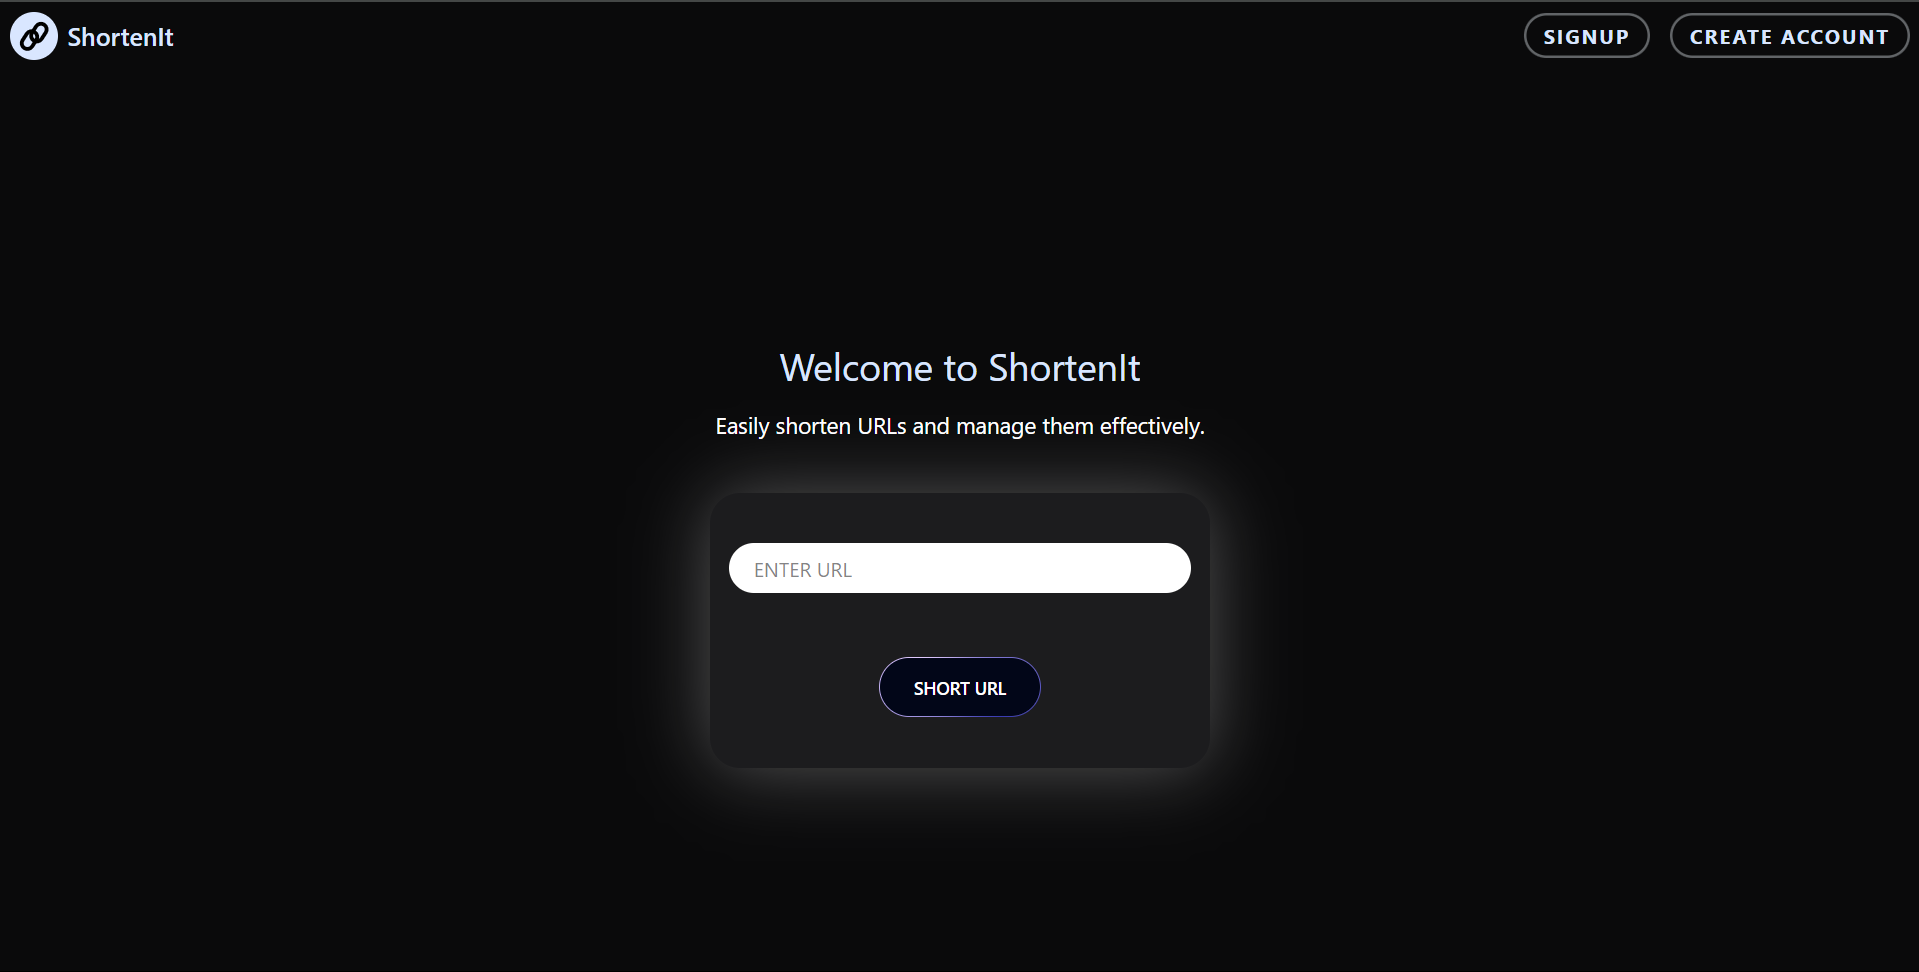 ShortenIt
SIGNUP
CREATE ACCOUNT
Welcome to ShortenIt
Easily shorten URLs and manage them effectively.
ENTER URL
SHORT URL